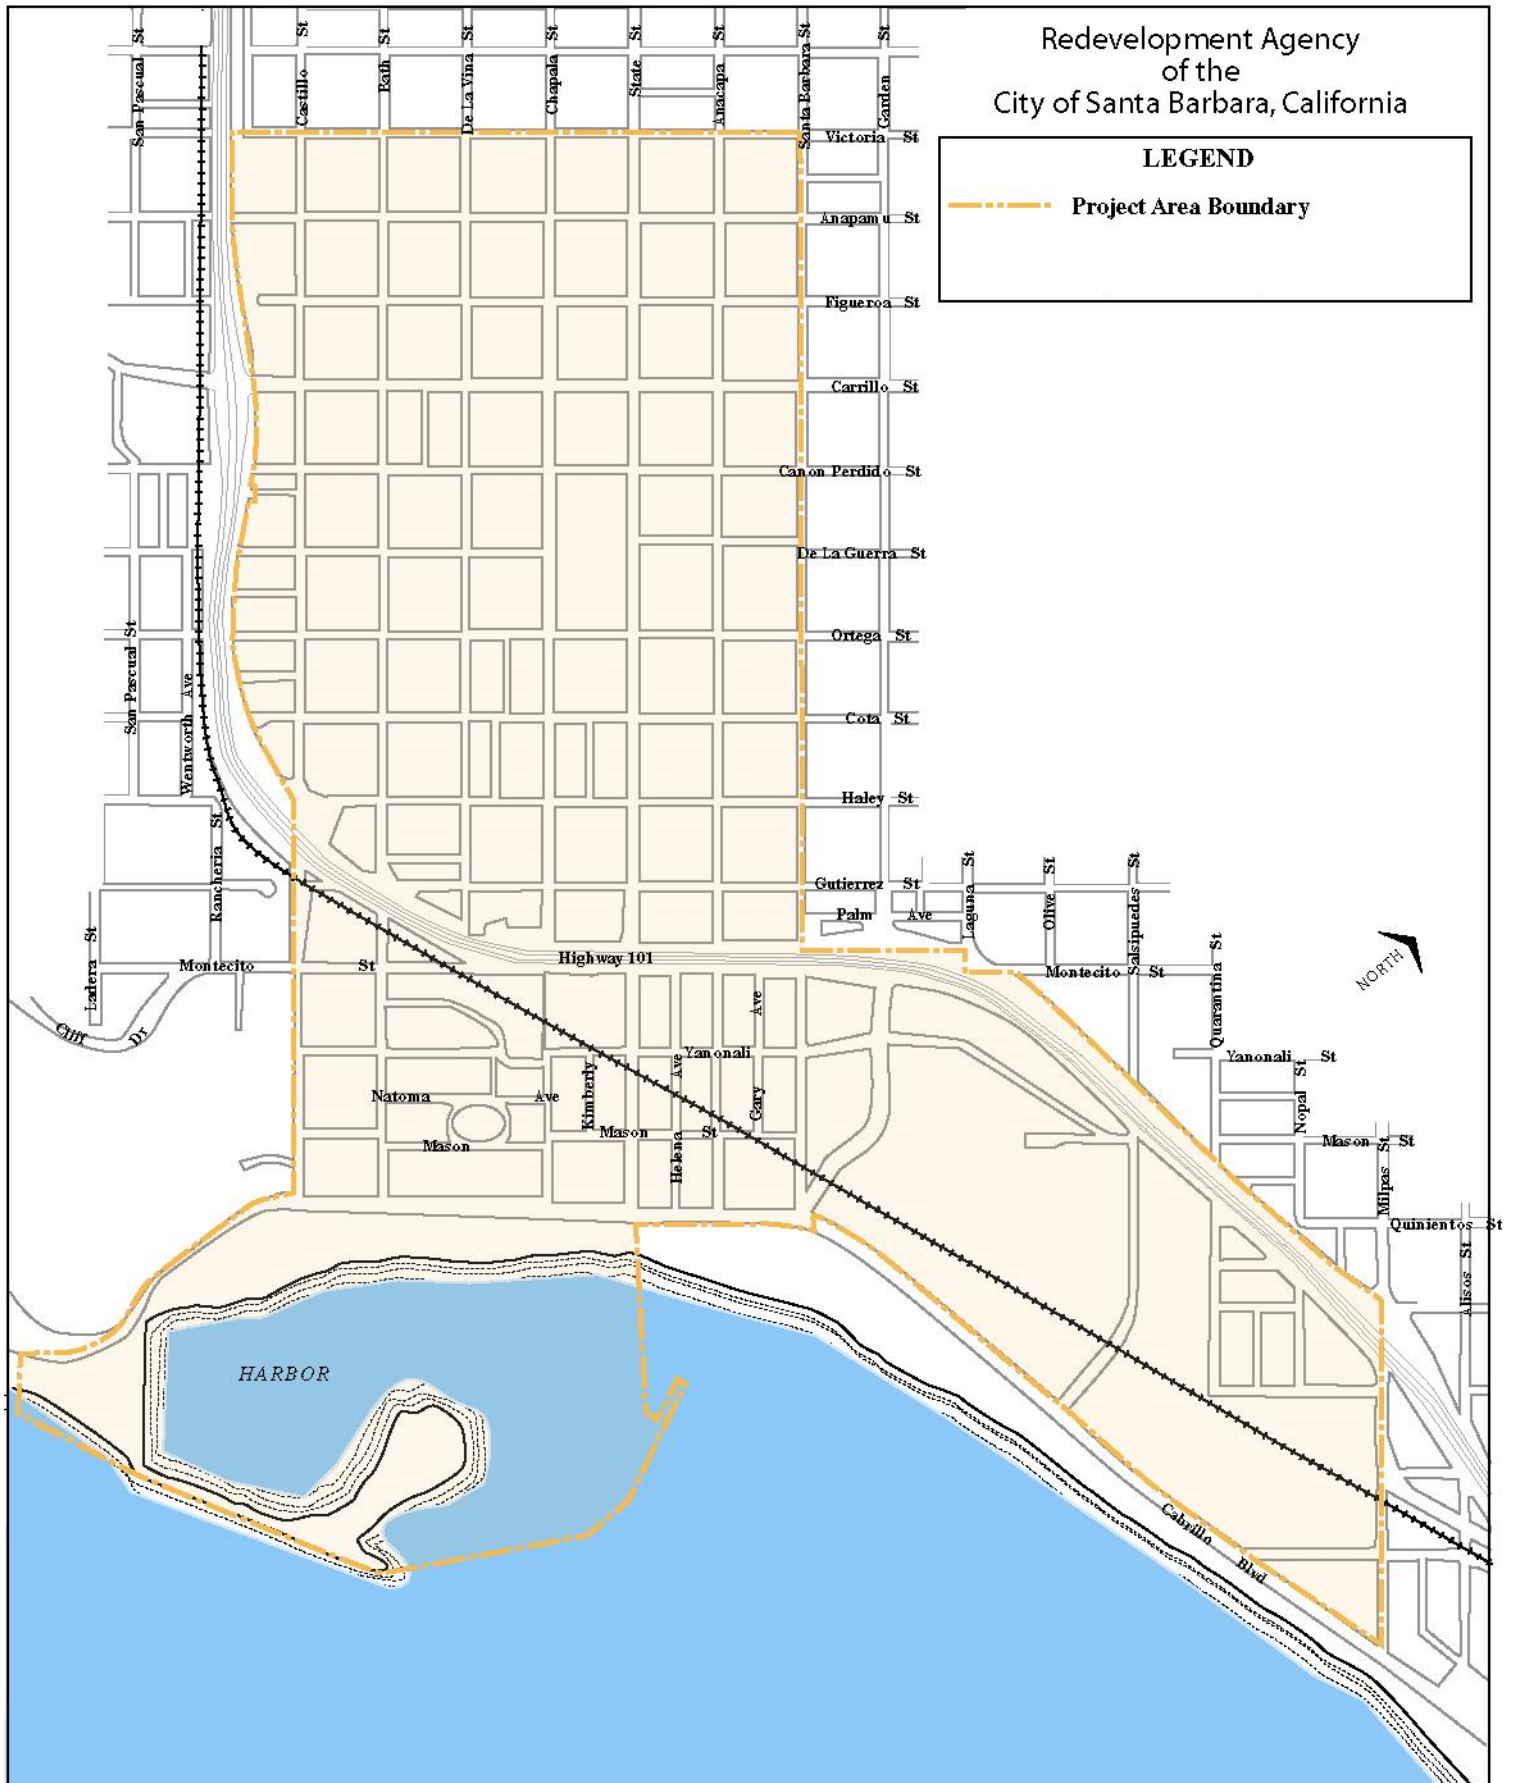 Redevelopment Agency
of the
City of Santa Barbara, California
LEGEND
Project Area Boundary
San Pascual St
Castillo St
Bath St
De La Vina St
Chapala St
State St
Anacapa St
Santa Barbara St
Garden St
Victoria St
Anapamu St
Figueroa St
Carrillo St
Canon Perdido St
De La Guerra St
Ortega St
Cota St
Haley St
Gutierrez St
Palm Ave
San Pascual St
Wentworth Ave
Rancheria St
Ladera St
Cliff Dr
Montecito St
Highway 101
Laguna St
Olive St
Salsipuedes St
Montecito St
Quarantina St
NORTH
Yanonali
Yanonali St
Natoma Ave
Kimberly
Ave
Gary
Ave
Helena
Mason St
Mason
Nopal St
Mason St
Milpas St
Quinientos St
Alisos St
HARBOR
Cabrillo Blvd